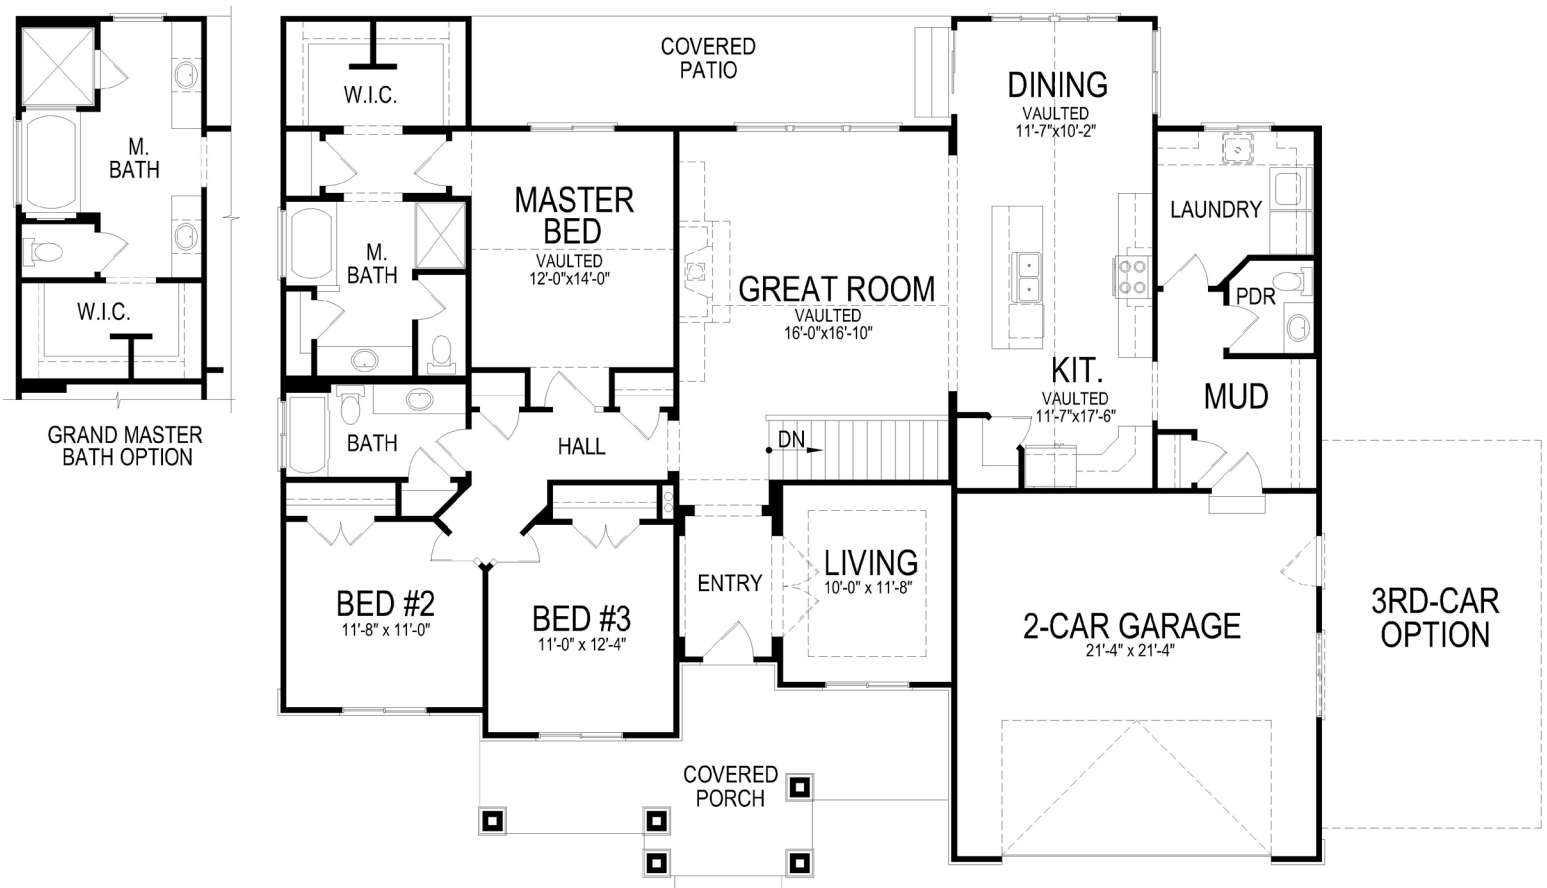 M.
BATH
W.I.C.
GRAND MASTER
BATH OPTION
W.I.C.
COVERED
PATIO
DINING
VAULTED
11'-7"x10'-2"
MASTER
BED
VAULTED
12'-0"x14'-0"
M.
BATH
GREAT ROOM
VAULTED
16'-0"x16'-10"
LAUNDRY
PDR
KIT.
VAULTED
11'-7"x17'-6"
MUD
BATH
HALL
DN
BED #2
11'-8" x 11'-0"
BED #3
11'-0" x 12'-4"
ENTRY
LIVING
10'-0" x 11'-8"
2-CAR GARAGE
21'-4" x 21'-4"
3RD-CAR
OPTION
COVERED
PORCH